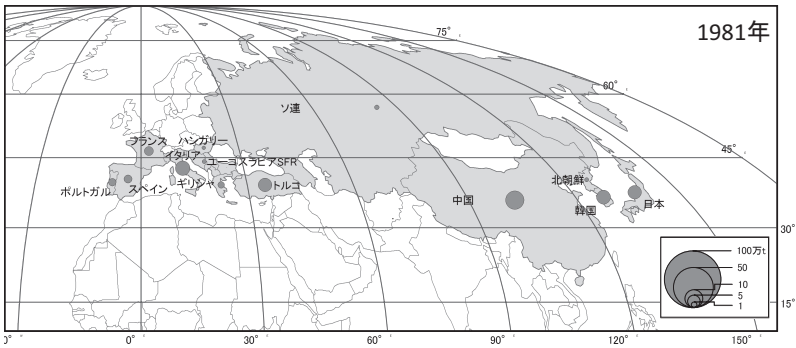 1981年
75°
60°
45°
ソ連
フランス ハンガリー
イタリア
ユーゴスラビアSFR
ポルトガル スペイン ギリシャ トルコ
中国
北朝鮮
韓国 日本
30°
100万t
50
10
5
1
15°
0° 0° 30° 60° 90° 120° 150°